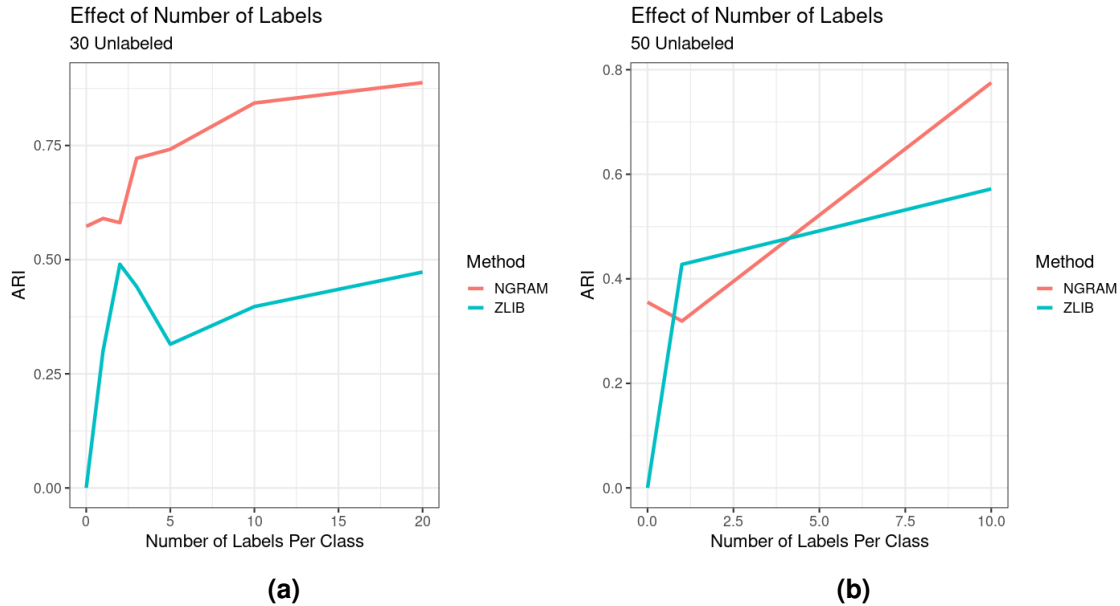 Effect of Number of Labels
30 Unlabeled
0.75
0.50
0.25
0.00
ARI
0 5 10 15 20
Number of Labels Per Class
Method
NGRAM
ZLIB
(a)
Effect of Number of Labels
50 Unlabeled
0.8
0.6
0.4
0.2
0.0
ARI
0.0 2.5 5.0 7.5 10.0
Number of Labels Per Class
Method
NGRAM
ZLIB
(b)